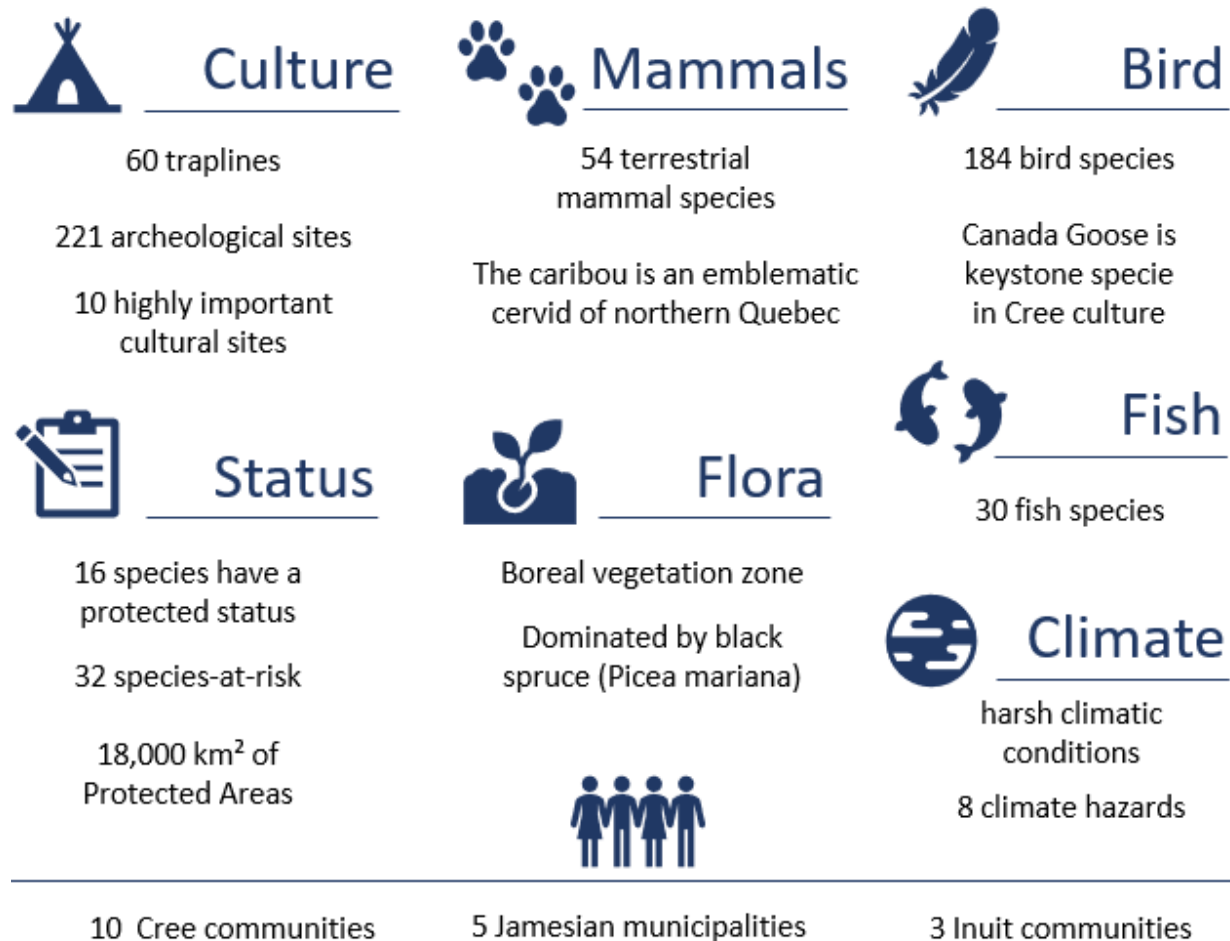 Culture
60 traplines
221 archeological sites
10 highly important
cultural sites
Mammals
54 terrestrial
mammal species
The caribou is an emblematic
cervid of northern Quebec
Bird
184 bird species
Canada Goose is
keystone specie
in Cree culture
Status
16 species have a
protected status
32 species-at-risk
18,000 km² of
Protected Areas
Flora
Boreal vegetation zone
Dominated by black
spruce (Picea mariana)
Fish
30 fish species
Climate
harsh climatic
conditions
8 climate hazards
10 Cree communities
5 Jamesian municipalities
3 Inuit communities